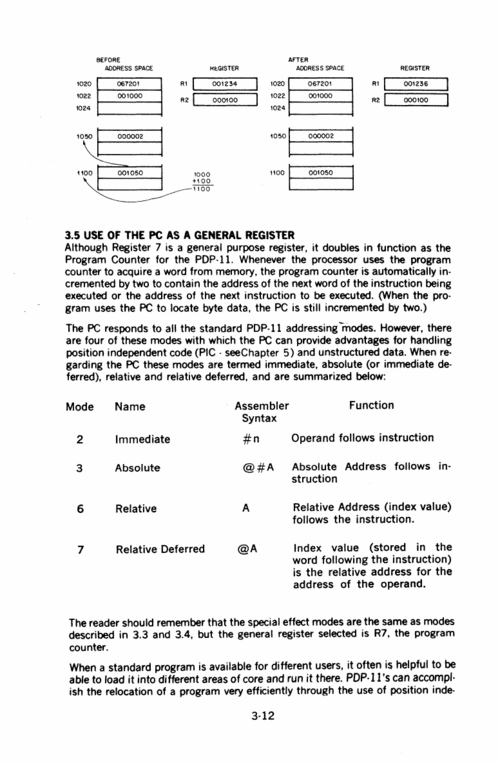 BEFORE
ADDRESS SPACE REGISTER
AFTER
ADDRESS SPACE REGISTER
1020 067201 R1 001234 1020 067201 R1 001236
1022 001000 R2 000100 1022 001000 R2 000100
1024 1024
1050 000002 1050 000002
1100 001050 1000 1100 001050
+100
1100
3.5 USE OF THE PC AS A GENERAL REGISTER
Although Register 7 is a general purpose register, it doubles in function as the
Program Counter for the PDP-11. Whenever the processor uses the program
counter to acquire a word from memory, the program counter is automatically in-
cremented by two to contain the address of the next word of the instruction being
executed or the address of the next instruction to be executed. (When the pro-
gram uses the PC to locate byte data, the PC is still incremented by two.)
The PC responds to all the standard PDP-11 addressing modes. However, there
are four of these modes with which the PC can provide advantages for handling
position independent code (PIC - seeChapter 5) and unstructured data. When re-
garding the PC these modes are termed immediate, absolute (or immediate de-
ferred), relative and relative deferred, and are summarized below:
Mode Name Assembler Function
Syntax
2 Immediate #n Operand follows instruction
3 Absolute @#A Absolute Address follows in-
struction
6 Relative A Relative Address (index value)
follows the instruction.
7 Relative Deferred @A Index value (stored in the
word following the instruction)
is the relative address for the
address of the operand.
The reader should remember that the special effect modes are the same as modes
described in 3.3 and 3.4, but the general register selected is R7, the program
counter.
When a standard program is available for different users, it often is helpful to be
able to load it into different areas of core and run it there. PDP-11's can accompl-
ish the relocation of a program very efficiently through the use of position inde-
3-12